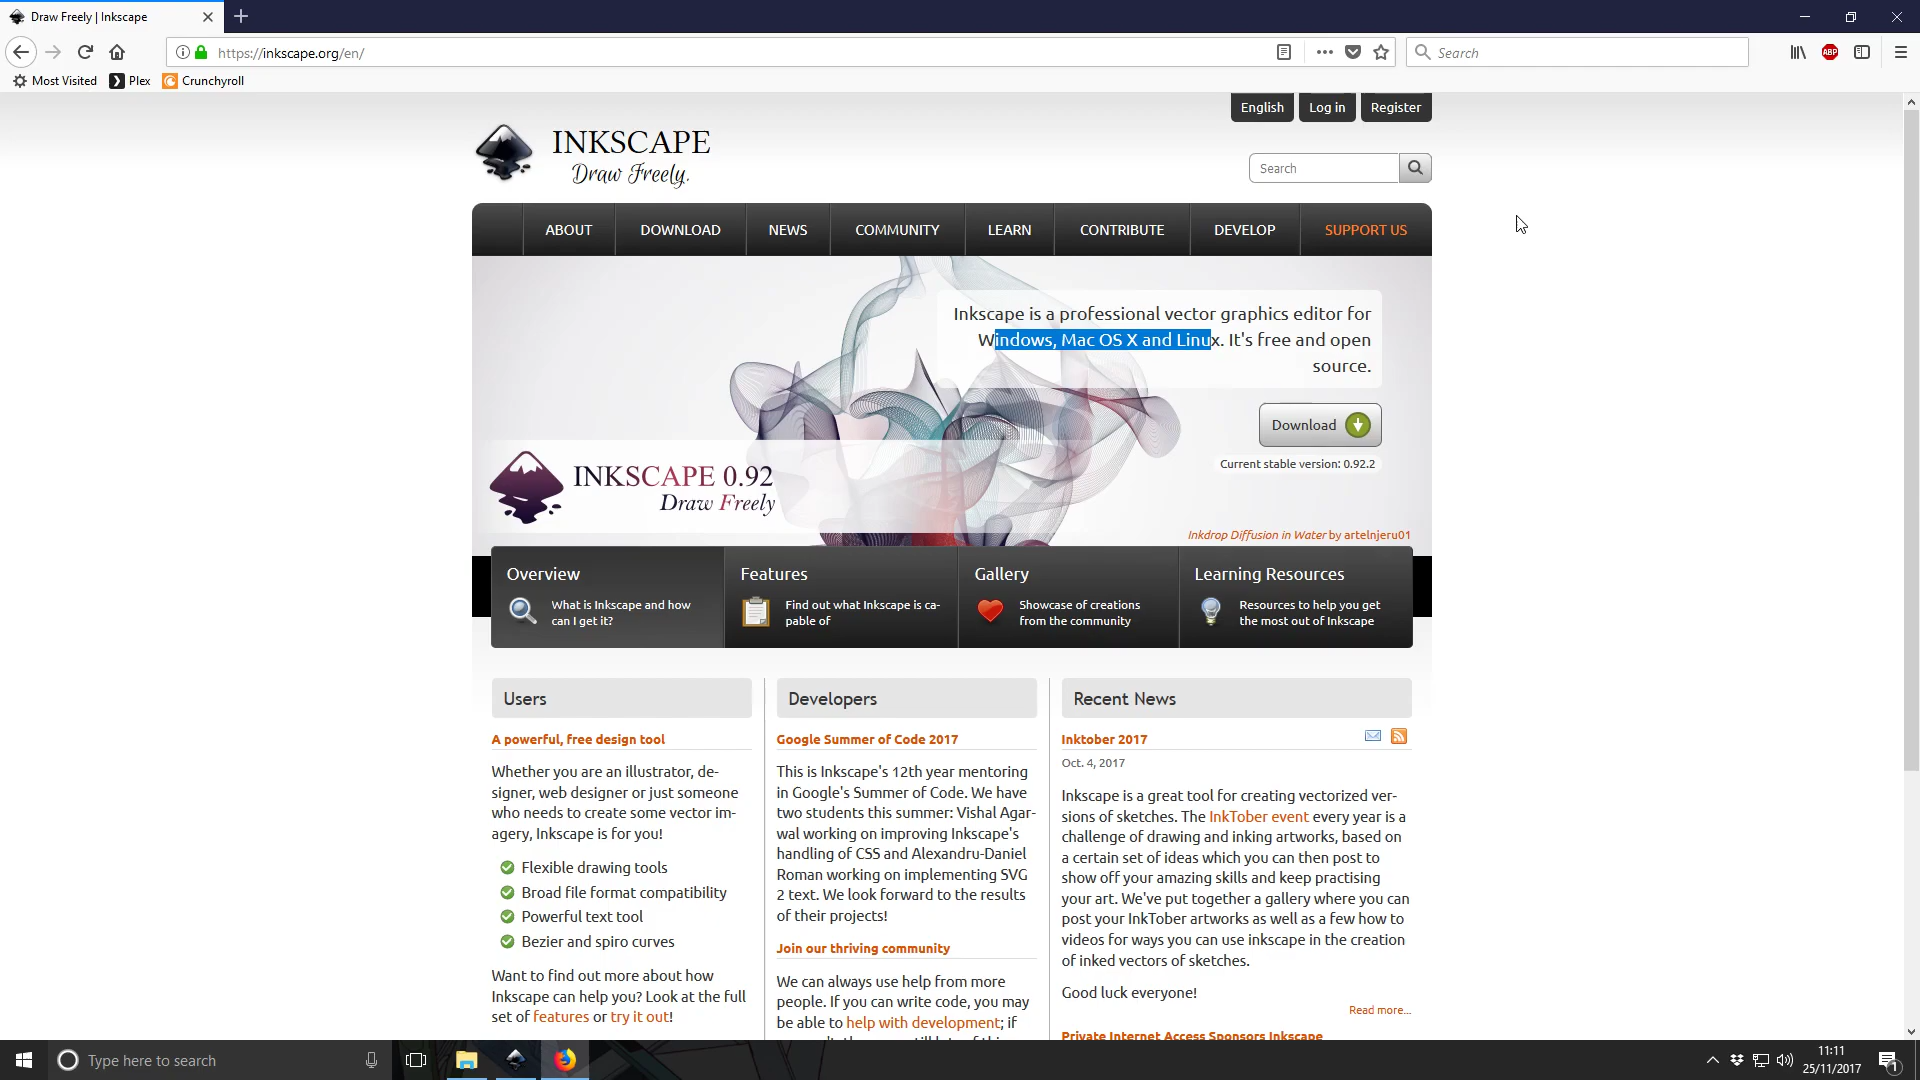 Draw Freely | Inkscape
https://inkscape.org/en/
Search
ABP
Most Visited
Plex
Crunchyroll
English
Log in
Register
INKSCAPE
Draw Freely.
Search
ABOUT
DOWNLOAD
NEWS
COMMUNITY
LEARN
CONTRIBUTE
DEVELOP
SUPPORT US
Inkscape is a professional vector graphics editor for
Windows, Mac OS X and Linux. It's free and open
source.
Download
Current stable version: 0.92.2
INKSCAPE 0.92
Draw Freely
Inkdrop Diffusion in Water by artelnjeru01
Overview
What is Inkscape and how
can I get it?
Features
Find out what Inkscape is ca-
pable of
Gallery
Showcase of creations
from the community
Learning Resources
Resources to help you get
the most out of Inkscape
Users
A powerful, free design tool
Whether you are an illustrator, de-
signer, web designer or just someone
who needs to create some vector im-
agery, Inkscape is for you!
Flexible drawing tools
Broad file format compatibility
Powerful text tool
Bezier and spiro curves
Want to find out more about how
Inkscape can help you? Look at the full
set of features or try it out!
Developers
Google Summer of Code 2017
This is Inkscape's 12th year mentoring
in Google's Summer of Code. We have
two students this summer: Vishal Agar-
wal working on improving Inkscape's
handling of CSS and Alexandru-Daniel
Roman working on implementing SVG
2 text. We look forward to the results
of their projects!
Join our thriving community
We can always use help from more
people. If you can write code, you may
be able to help with development; if
Recent News
Inktober 2017
Oct. 4, 2017
Inkscape is a great tool for creating vectorized ver-
sions of sketches. The InkTober event every year is a
challenge of drawing and inking artworks, based on
a certain set of ideas which you can then post to
show off your amazing skills and keep practising
your art. We've put together a gallery where you can
post your InkTober artworks as well as a few how to
videos for ways you can use inkscape in the creation
of inked vectors of sketches.
Good luck everyone!
Read more...
Private Internet Access Sponsors Inkscape
Type here to search
11:11
25/11/2017
1